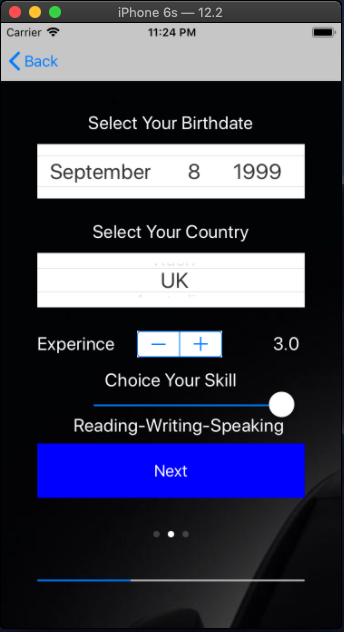 iPhone 6s — 12.2
Carrier 11:24 PM
Back
Select Your Birthdate
September 8 1999
Select Your Country
UK
Experince − + 3.0
Choice Your Skill
Reading-Writing-Speaking
Next